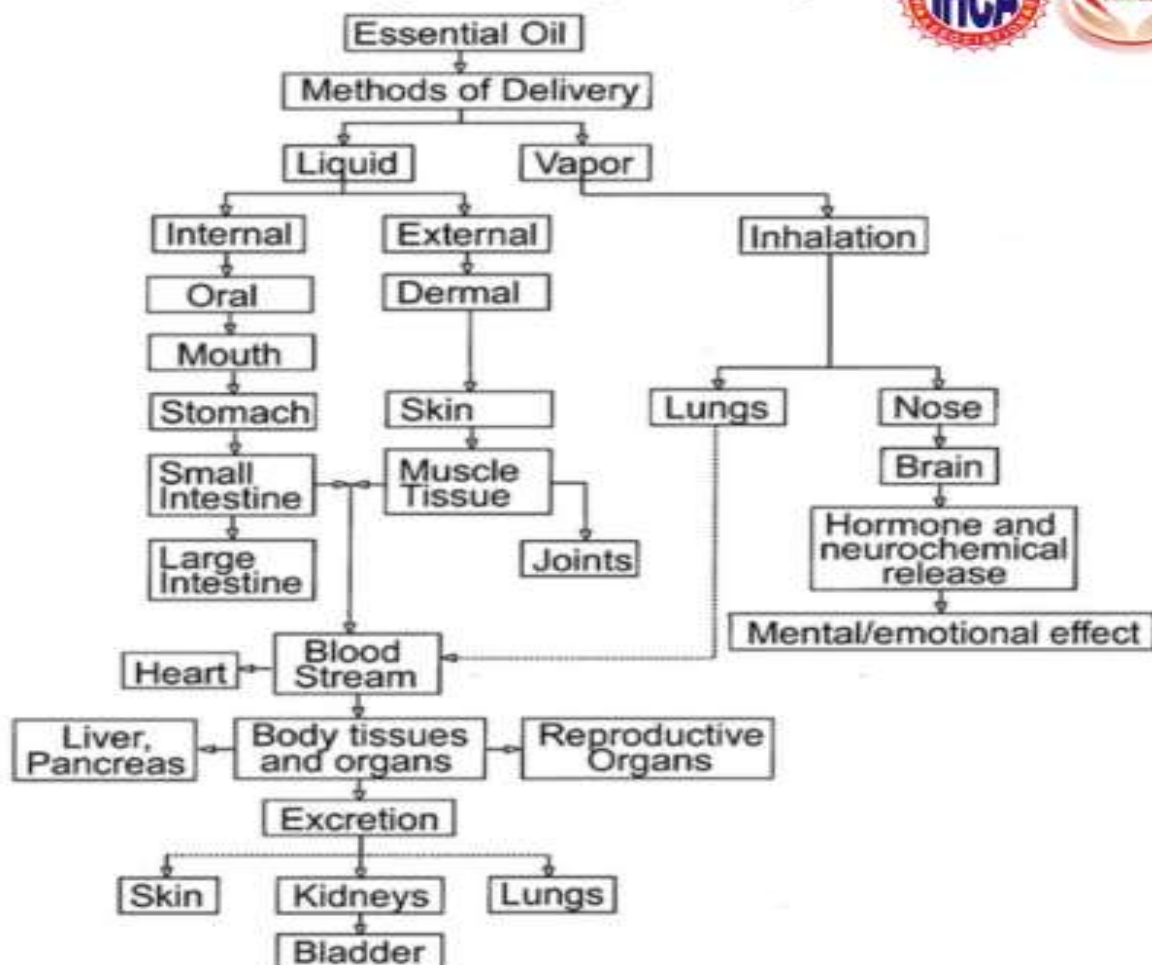 Essential Oil
Methods of Delivery
Liquid
Vapor
Internal
External
Inhalation
Oral
Dermal
Mouth
Stomach
Skin
Lungs
Nose
Small
Intestine
Muscle
Tissue
Brain
Large
Intestine
Joints
Hormone and
neurochemical
release
Mental/emotional effect
Blood
Stream
Heart
Liver,
Pancreas
Body tissues
and organs
Reproductive
Organs
Excretion
Skin
Kidneys
Lungs
Bladder